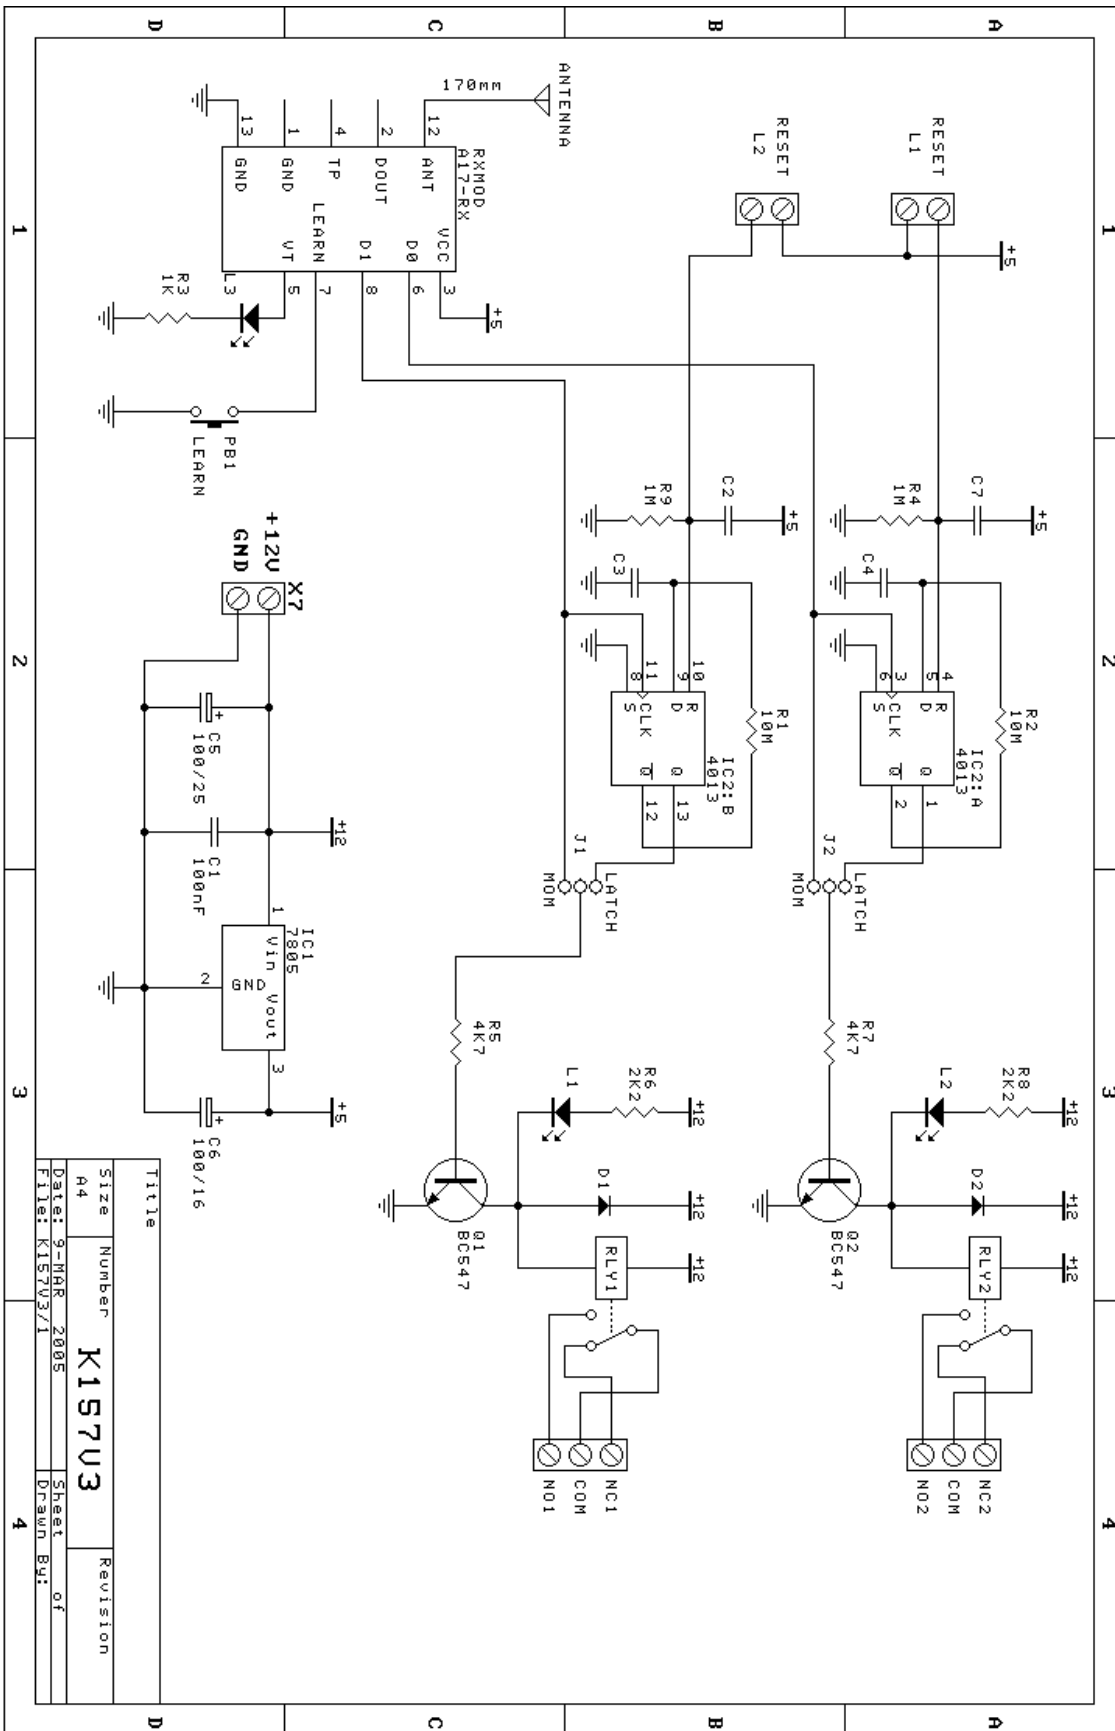 1
2
3
4
A
B
C
D
RESET
L1
RESET
L2
+5
ANTENNA
170mm
RXMOD
A17-RX
12
ANT
2
DOUT
4
TP
1
GND
13
GND
VCC
3
D0
6
D1
8
LEARN
7
VT
5
+5
L3
R3
1K
PB1
LEARN
+5
C7
R4
1M
C4
R2
10M
4
R
5
D
3
CLK
6
S
Q
1
Q
2
IC2:A
4013
J2
LATCH
MOM
R7
4K7
+12
R8
2K2
L2
+12
D2
+12
RLY2
Q2
BC547
NC2
COM
NO2
+5
C2
R9
1M
C3
R1
10M
10
R
9
D
11
CLK
8
S
Q
13
Q
12
IC2:B
4013
J1
LATCH
MOM
R5
4K7
+12
R6
2K2
L1
+12
D1
+12
RLY1
Q1
BC547
NC1
COM
NO1
X7
+12V
GND
C5
100/25
+
+12
C1
100nF
IC1
7805
1
Vin
GND
2
Vout
3
+5
C6
100/16
+
Title
Size
A4
Number
K157V3
Revision
Date: 9-MAR 2005
Sheet of
File: K157V3/1
Drawn By:
1
2
3
4
A
B
C
D